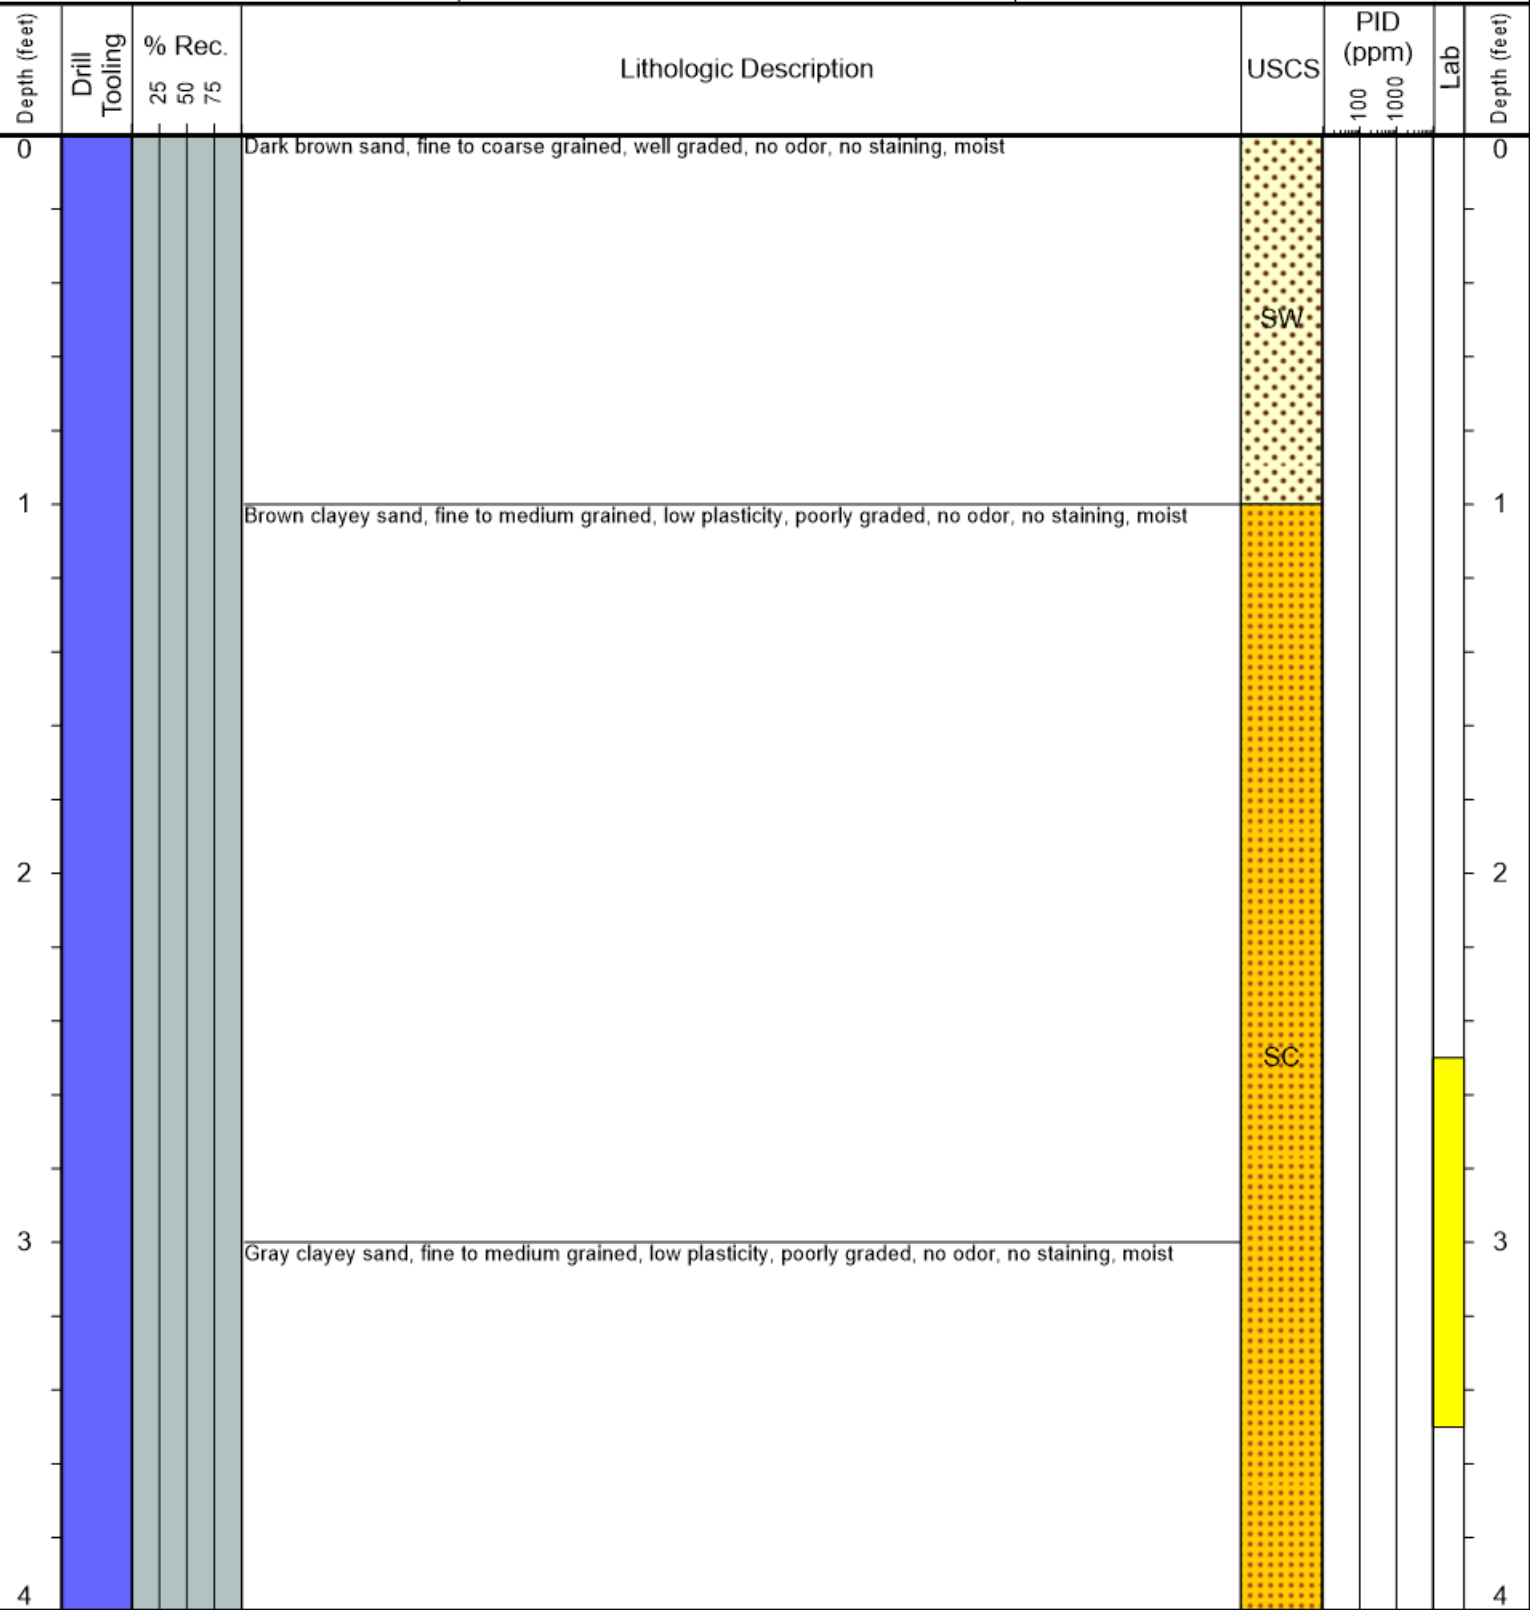 Depth (feet)
Drill Tooling
% Rec.
25 50 75
Lithologic Description
USCS
PID
(ppm)
100 1000
Lab
Depth (feet)
0
Dark brown sand, fine to coarse grained, well graded, no odor, no staining, moist
0
SW
1
Brown clayey sand, fine to medium grained, low plasticity, poorly graded, no odor, no staining, moist
1
2
2
SC
3
Gray clayey sand, fine to medium grained, low plasticity, poorly graded, no odor, no staining, moist
3
4
4